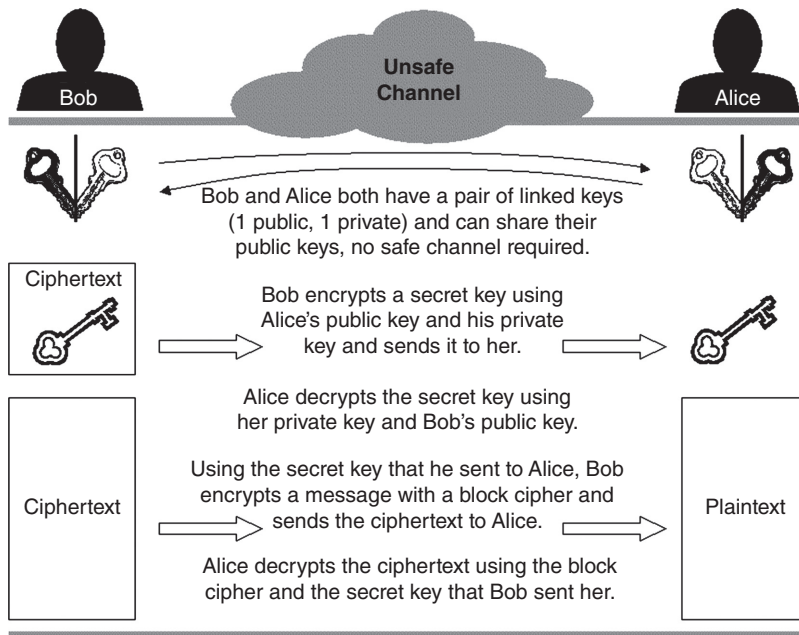 Unsafe
Channel
Bob
Alice
Bob and Alice both have a pair of linked keys
(1 public, 1 private) and can share their
public keys, no safe channel required.
Ciphertext
Bob encrypts a secret key using
Alice’s public key and his private
key and sends it to her.
Alice decrypts the secret key using
her private key and Bob’s public key.
Using the secret key that he sent to Alice, Bob
encrypts a message with a block cipher and
sends the ciphertext to Alice.
Ciphertext
Plaintext
Alice decrypts the ciphertext using the block
cipher and the secret key that Bob sent her.